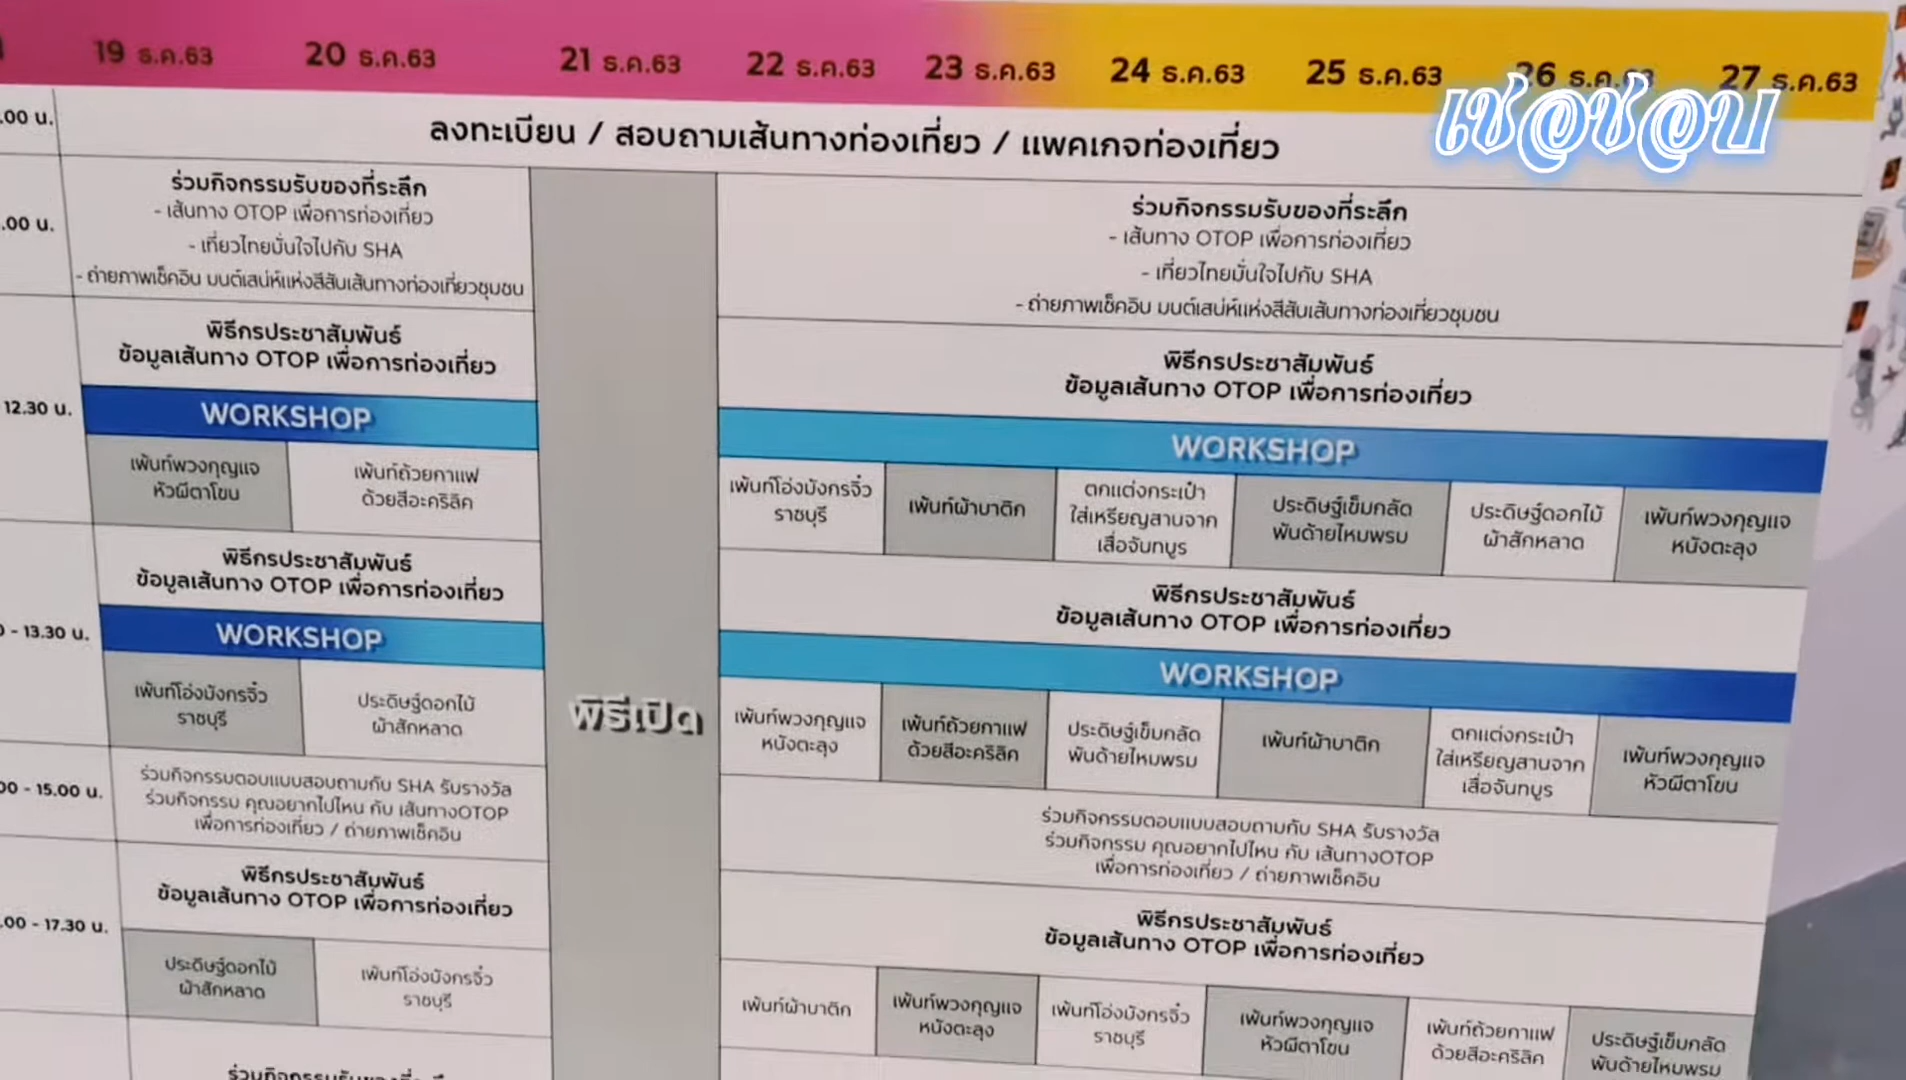 19 ธ.ค.63 20 ธ.ค.63 21 ธ.ค.63 22 ธ.ค.63 23 ธ.ค.63 24 ธ.ค.63 25 ธ.ค.63 26 ธ.ค.63 27 ธ.ค.63
เชอชอบ
.00 น.
ลงทะเบียน / สอบถามเส้นทางท่องเที่ยว / แพคเกจท่องเที่ยว
.00 น.
ร่วมกิจกรรมรับของที่ระลึก
- เส้นทาง OTOP เพื่อการท่องเที่ยว
- เที่ยวไทยมั่นใจไปกับ SHA
- ถ่ายภาพเช็คอิน มนต์เสน่ห์แห่งสีสันเส้นทางท่องเที่ยวชุมชน
ร่วมกิจกรรมรับของที่ระลึก
- เส้นทาง OTOP เพื่อการท่องเที่ยว
- เที่ยวไทยมั่นใจไปกับ SHA
- ถ่ายภาพเช็คอิน มนต์เสน่ห์แห่งสีสันเส้นทางท่องเที่ยวชุมชน
12.30 น.
พิธีกรประชาสัมพันธ์
ข้อมูลเส้นทาง OTOP เพื่อการท่องเที่ยว
WORKSHOP
เพ้นท์พวงกุญแจ
หัวผีตาโขน
เพ้นท์ถ้วยกาแฟ
ด้วยสีอะคริลิค
พิธีกรประชาสัมพันธ์
ข้อมูลเส้นทาง OTOP เพื่อการท่องเที่ยว
WORKSHOP
เพ้นท์โอ่งมังกรจิ๋ว
ราชบุรี
เพ้นท์ผ้าบาติก
ตกแต่งกระเป๋า
ใส่เหรียญสานจาก
เสื่อจันทบูร
ประดิษฐ์เข็มกลัด
พันด้ายไหมพรม
ประดิษฐ์ดอกไม้
ผ้าสักหลาด
เพ้นท์พวงกุญแจ
หนังตะลุง
- 13.30 น.
พิธีกรประชาสัมพันธ์
ข้อมูลเส้นทาง OTOP เพื่อการท่องเที่ยว
WORKSHOP
เพ้นท์โอ่งมังกรจิ๋ว
ราชบุรี
ประดิษฐ์ดอกไม้
ผ้าสักหลาด
พิธีเปิด
พิธีกรประชาสัมพันธ์
ข้อมูลเส้นทาง OTOP เพื่อการท่องเที่ยว
WORKSHOP
เพ้นท์พวงกุญแจ
หนังตะลุง
เพ้นท์ถ้วยกาแฟ
ด้วยสีอะคริลิค
ประดิษฐ์เข็มกลัด
พันด้ายไหมพรม
เพ้นท์ผ้าบาติก
ตกแต่งกระเป๋า
ใส่เหรียญสานจาก
เสื่อจันทบูร
เพ้นท์พวงกุญแจ
หัวผีตาโขน
00 - 15.00 น.
ร่วมกิจกรรมตอบแบบสอบถามกับ SHA รับรางวัล
ร่วมกิจกรรม คุณอยากไปไหน กับ เส้นทางOTOP
เพื่อการท่องเที่ยว / ถ่ายภาพเช็คอิน
ร่วมกิจกรรมตอบแบบสอบถามกับ SHA รับรางวัล
ร่วมกิจกรรม คุณอยากไปไหน กับ เส้นทางOTOP
เพื่อการท่องเที่ยว / ถ่ายภาพเช็คอิน
.00 - 17.30 น.
พิธีกรประชาสัมพันธ์
ข้อมูลเส้นทาง OTOP เพื่อการท่องเที่ยว
ประดิษฐ์ดอกไม้
ผ้าสักหลาด
เพ้นท์โอ่งมังกรจิ๋ว
ราชบุรี
พิธีกรประชาสัมพันธ์
ข้อมูลเส้นทาง OTOP เพื่อการท่องเที่ยว
เพ้นท์ผ้าบาติก
เพ้นท์พวงกุญแจ
หนังตะลุง
เพ้นท์โอ่งมังกรจิ๋ว
ราชบุรี
เพ้นท์พวงกุญแจ
หัวผีตาโขน
เพ้นท์ถ้วยกาแฟ
ด้วยสีอะคริลิค
ประดิษฐ์เข็มกลัด
พันด้ายไหมพรม